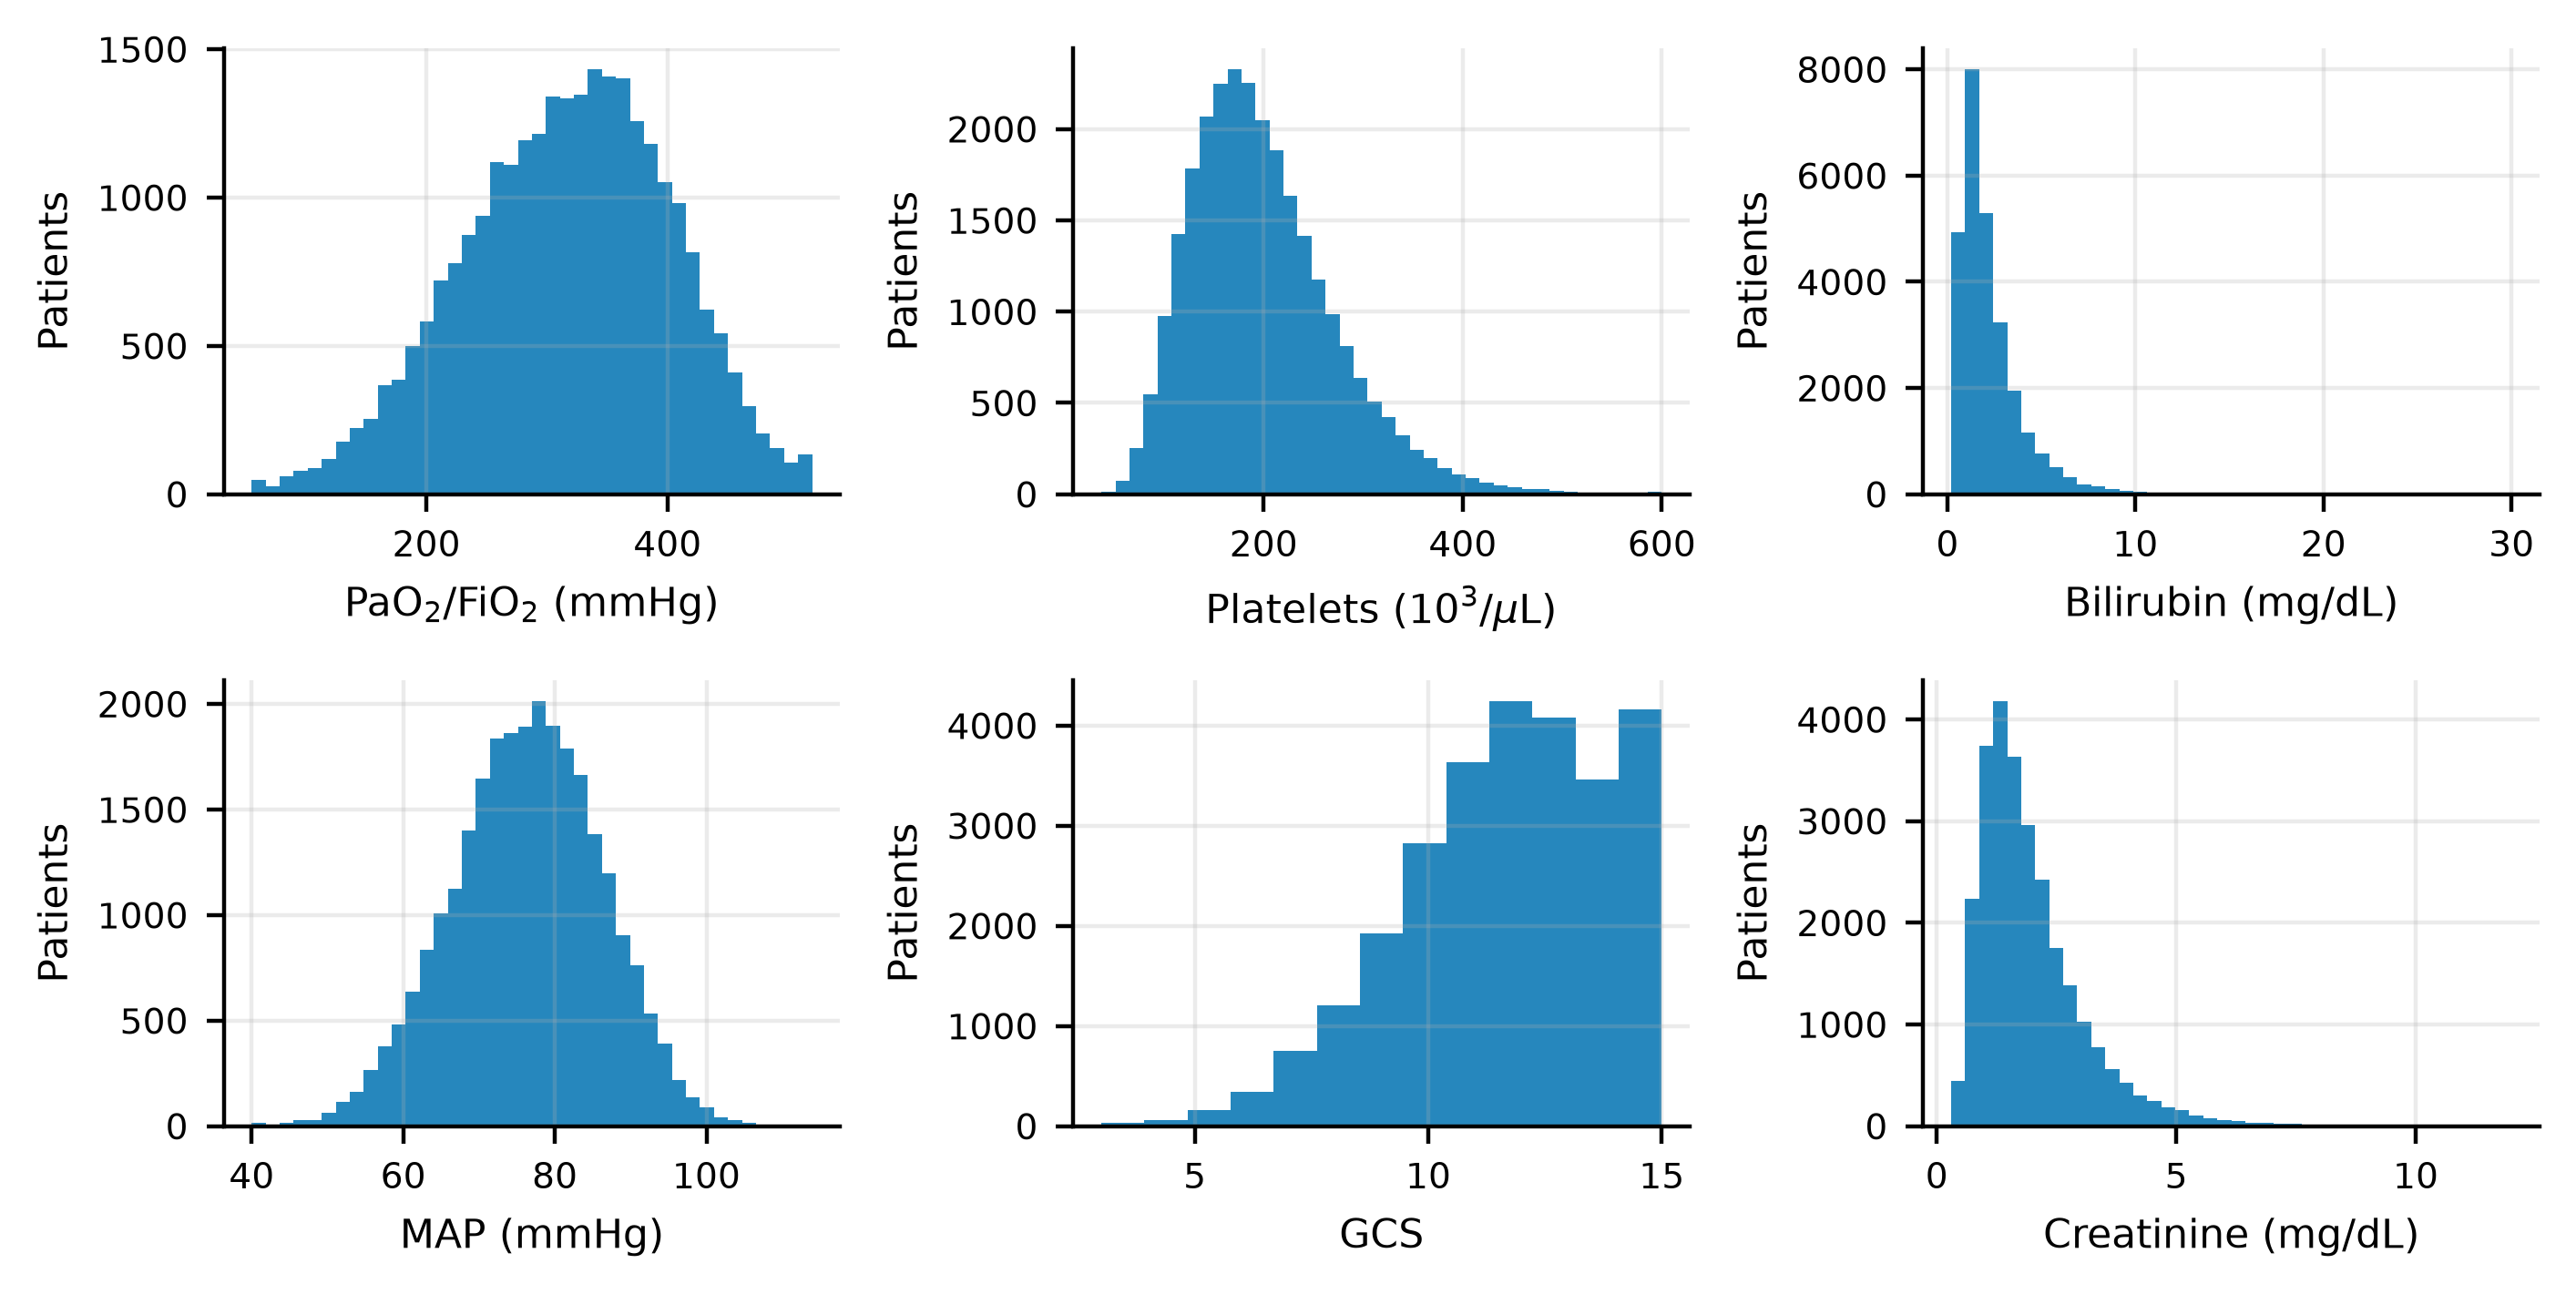 1500
1000
500
0
Patients
200 400
PaO₂/FiO₂ (mmHg)
2000
1500
1000
500
0
Patients
200 400 600
Platelets (10³/μL)
8000
6000
4000
2000
0
Patients
0 10 20 30
Bilirubin (mg/dL)
2000
1500
1000
500
0
Patients
40 60 80 100
MAP (mmHg)
4000
3000
2000
1000
0
Patients
5 10 15
GCS
4000
3000
2000
1000
0
Patients
0 5 10
Creatinine (mg/dL)